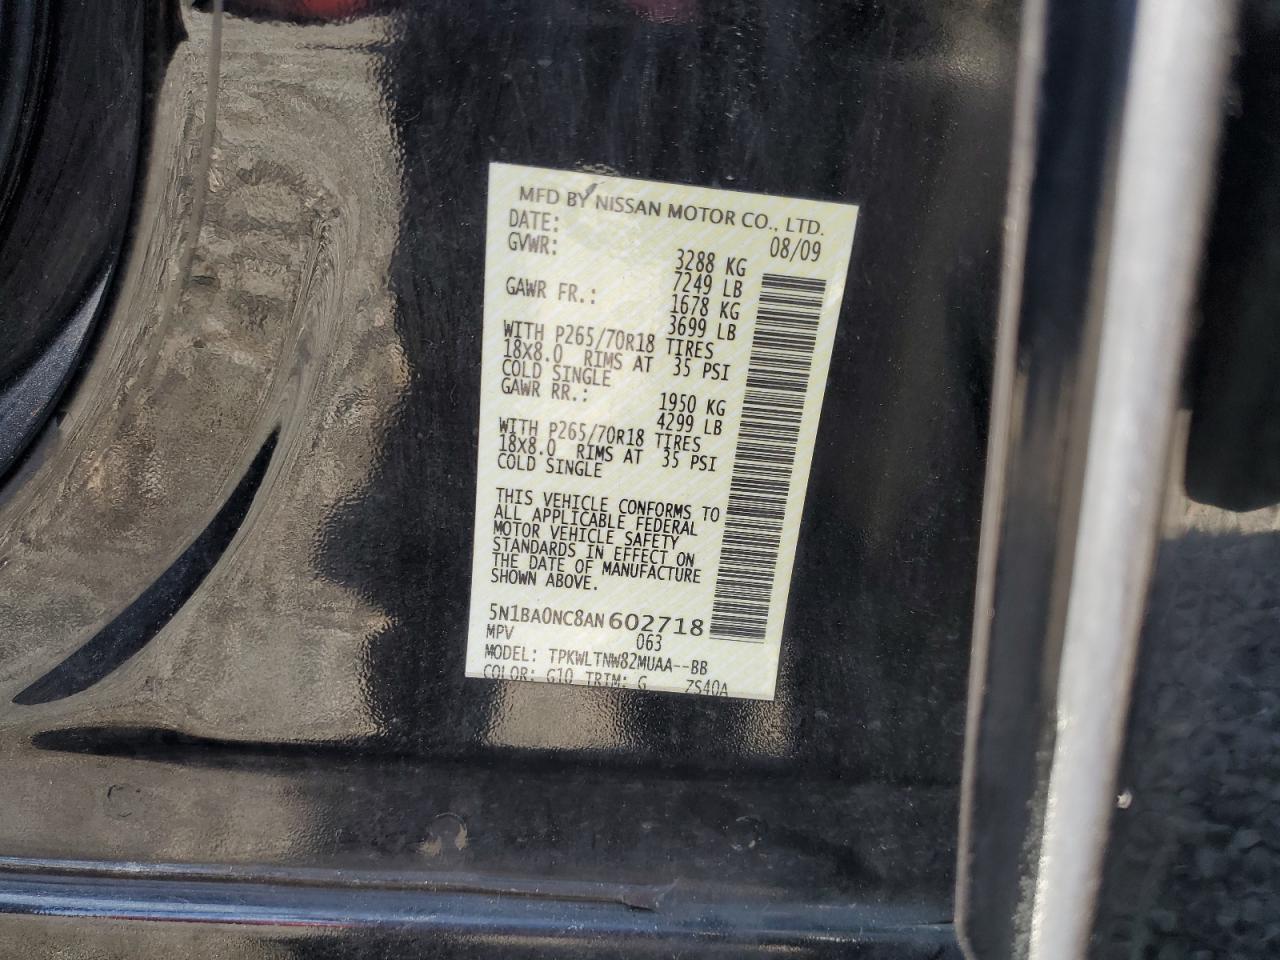 MFD BY NISSAN MOTOR CO., LTD.
DATE: 08/09
GVWR: 3288 KG
7249 LB
GAWR FR.: 1678 KG
3699 LB
WITH P265/70R18 TIRES
18X8.0 RIMS AT 35 PSI
COLD SINGLE
GAWR RR.: 1950 KG
4299 LB
WITH P265/70R18 TIRES
18X8.0 RIMS AT 35 PSI
COLD SINGLE
THIS VEHICLE CONFORMS TO
ALL APPLICABLE FEDERAL
MOTOR VEHICLE SAFETY
STANDARDS IN EFFECT ON
THE DATE OF MANUFACTURE
SHOWN ABOVE.
5N1BA0NC8AN602718
MPV 063
MODEL: TPKWLTNW82MUAA--BB
COLOR: G10 TRIM: G ZS40A